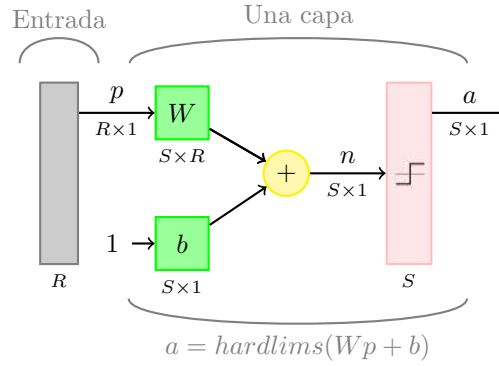 Entrada
Una capa
p
R×1
W
S×R
a
S×1
+
n
S×1
1
b
S×1
R
S
a = hardlims(Wp + b)